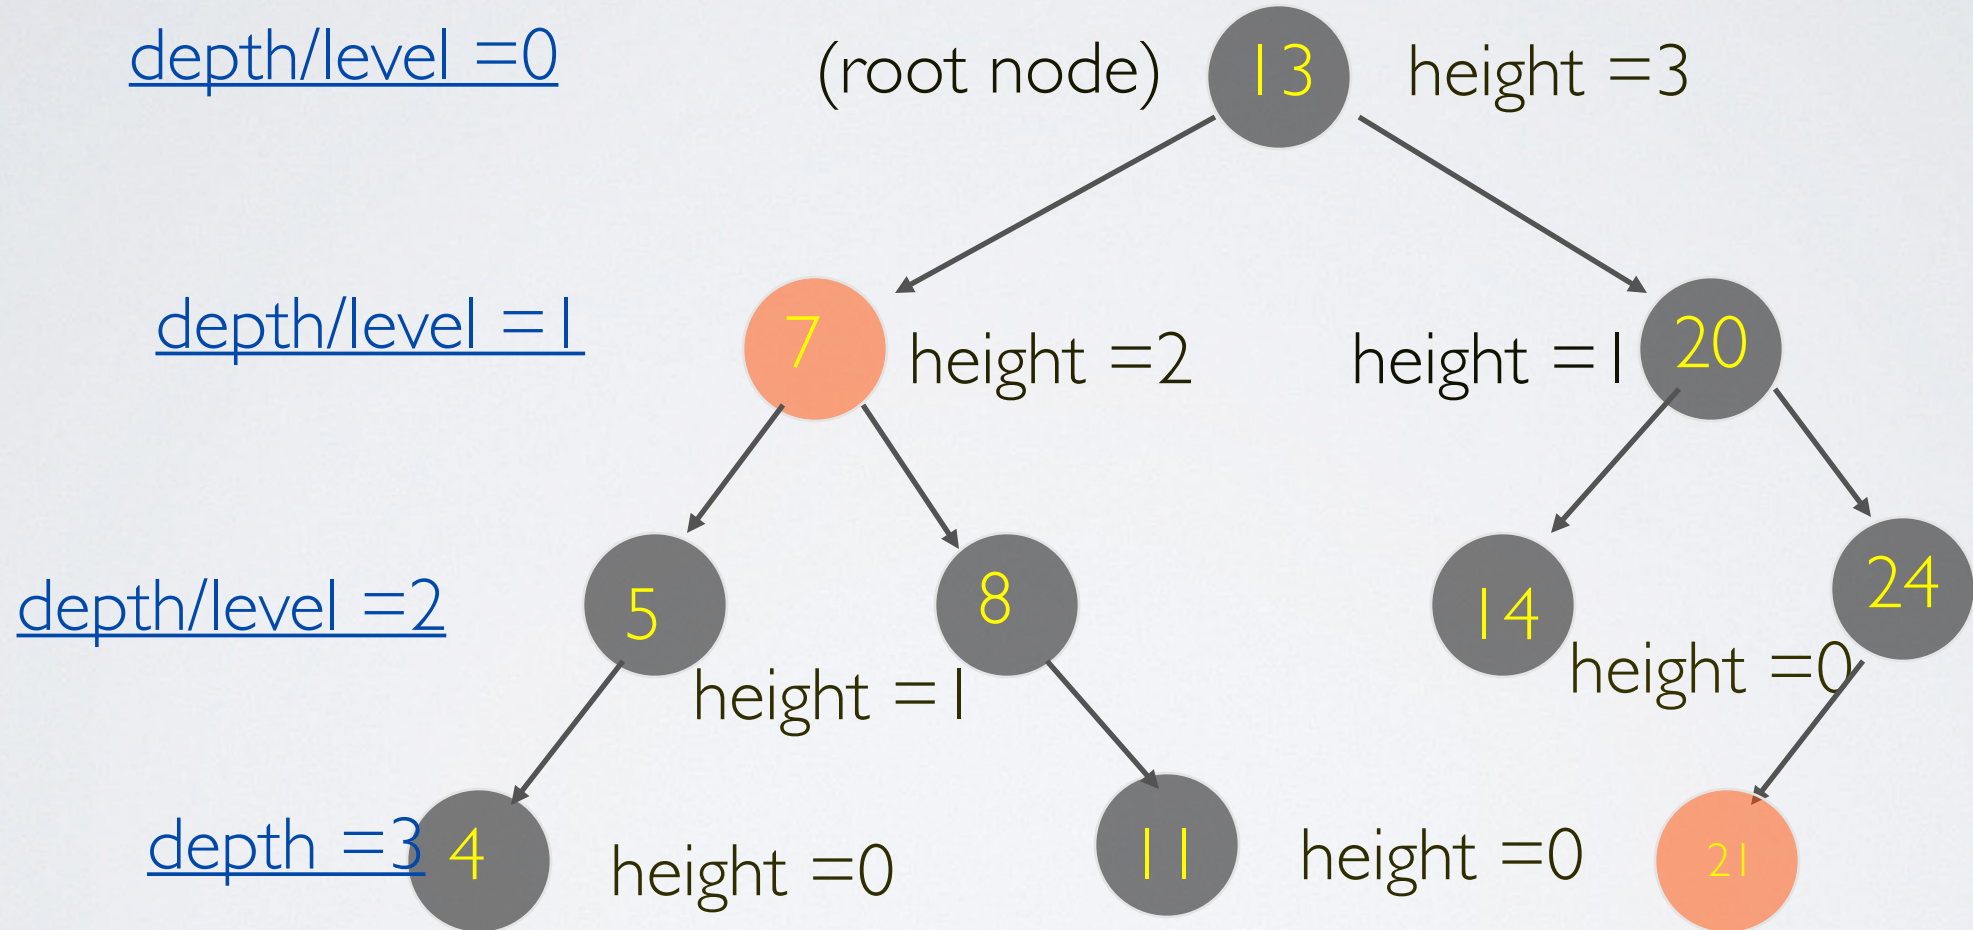 depth/level =0
(root node)
13
height =3
depth/level =1
7
height =2
height =1
20
depth/level =2
5
8
14
24
height =1
height =0
depth =3
4
height =0
11
height =0
21